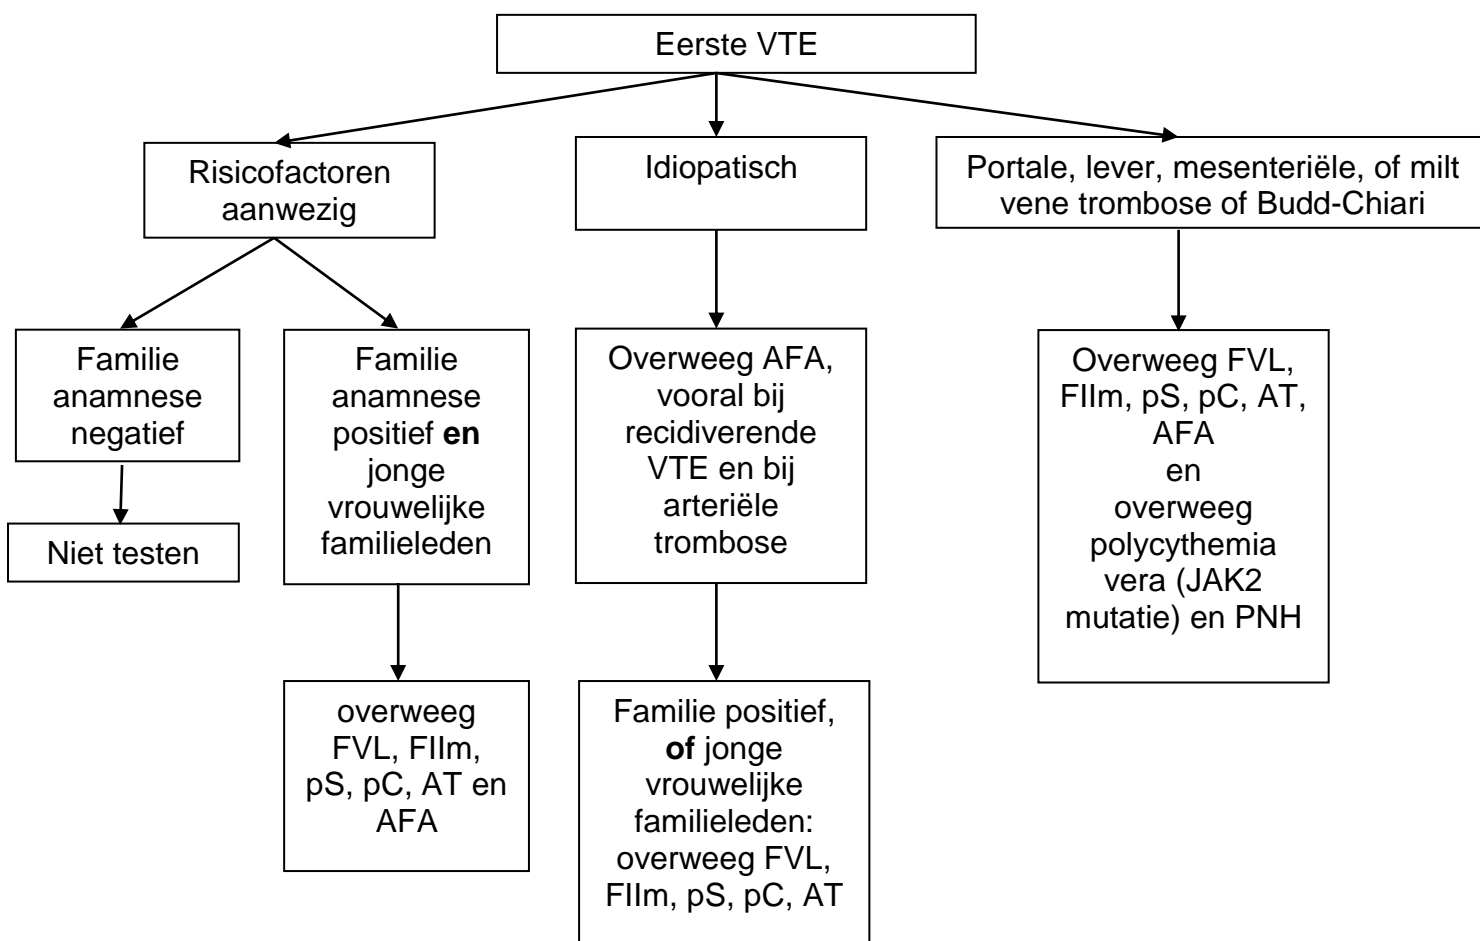 Eerste VTE
Risicofactoren
aanwezig
Idiopatisch
Portale, lever, mesenteriële, of milt
vene trombose of Budd-Chiari
Familie
anamnese
negatief
Familie
anamnese
positief en
jonge
vrouwelijke
familieleden
Overweeg AFA,
vooral bij
recidiverende
VTE en bij
arteriële
trombose
Overweeg FVL,
FIIm, pS, pC, AT,
AFA
en
overweeg
polycythemia
vera (JAK2
mutatie) en PNH
Niet testen
overweeg
FVL, FIIm,
pS, pC, AT en
AFA
Familie positief,
of jonge
vrouwelijke
familieleden:
overweeg FVL,
FIIm, pS, pC, AT